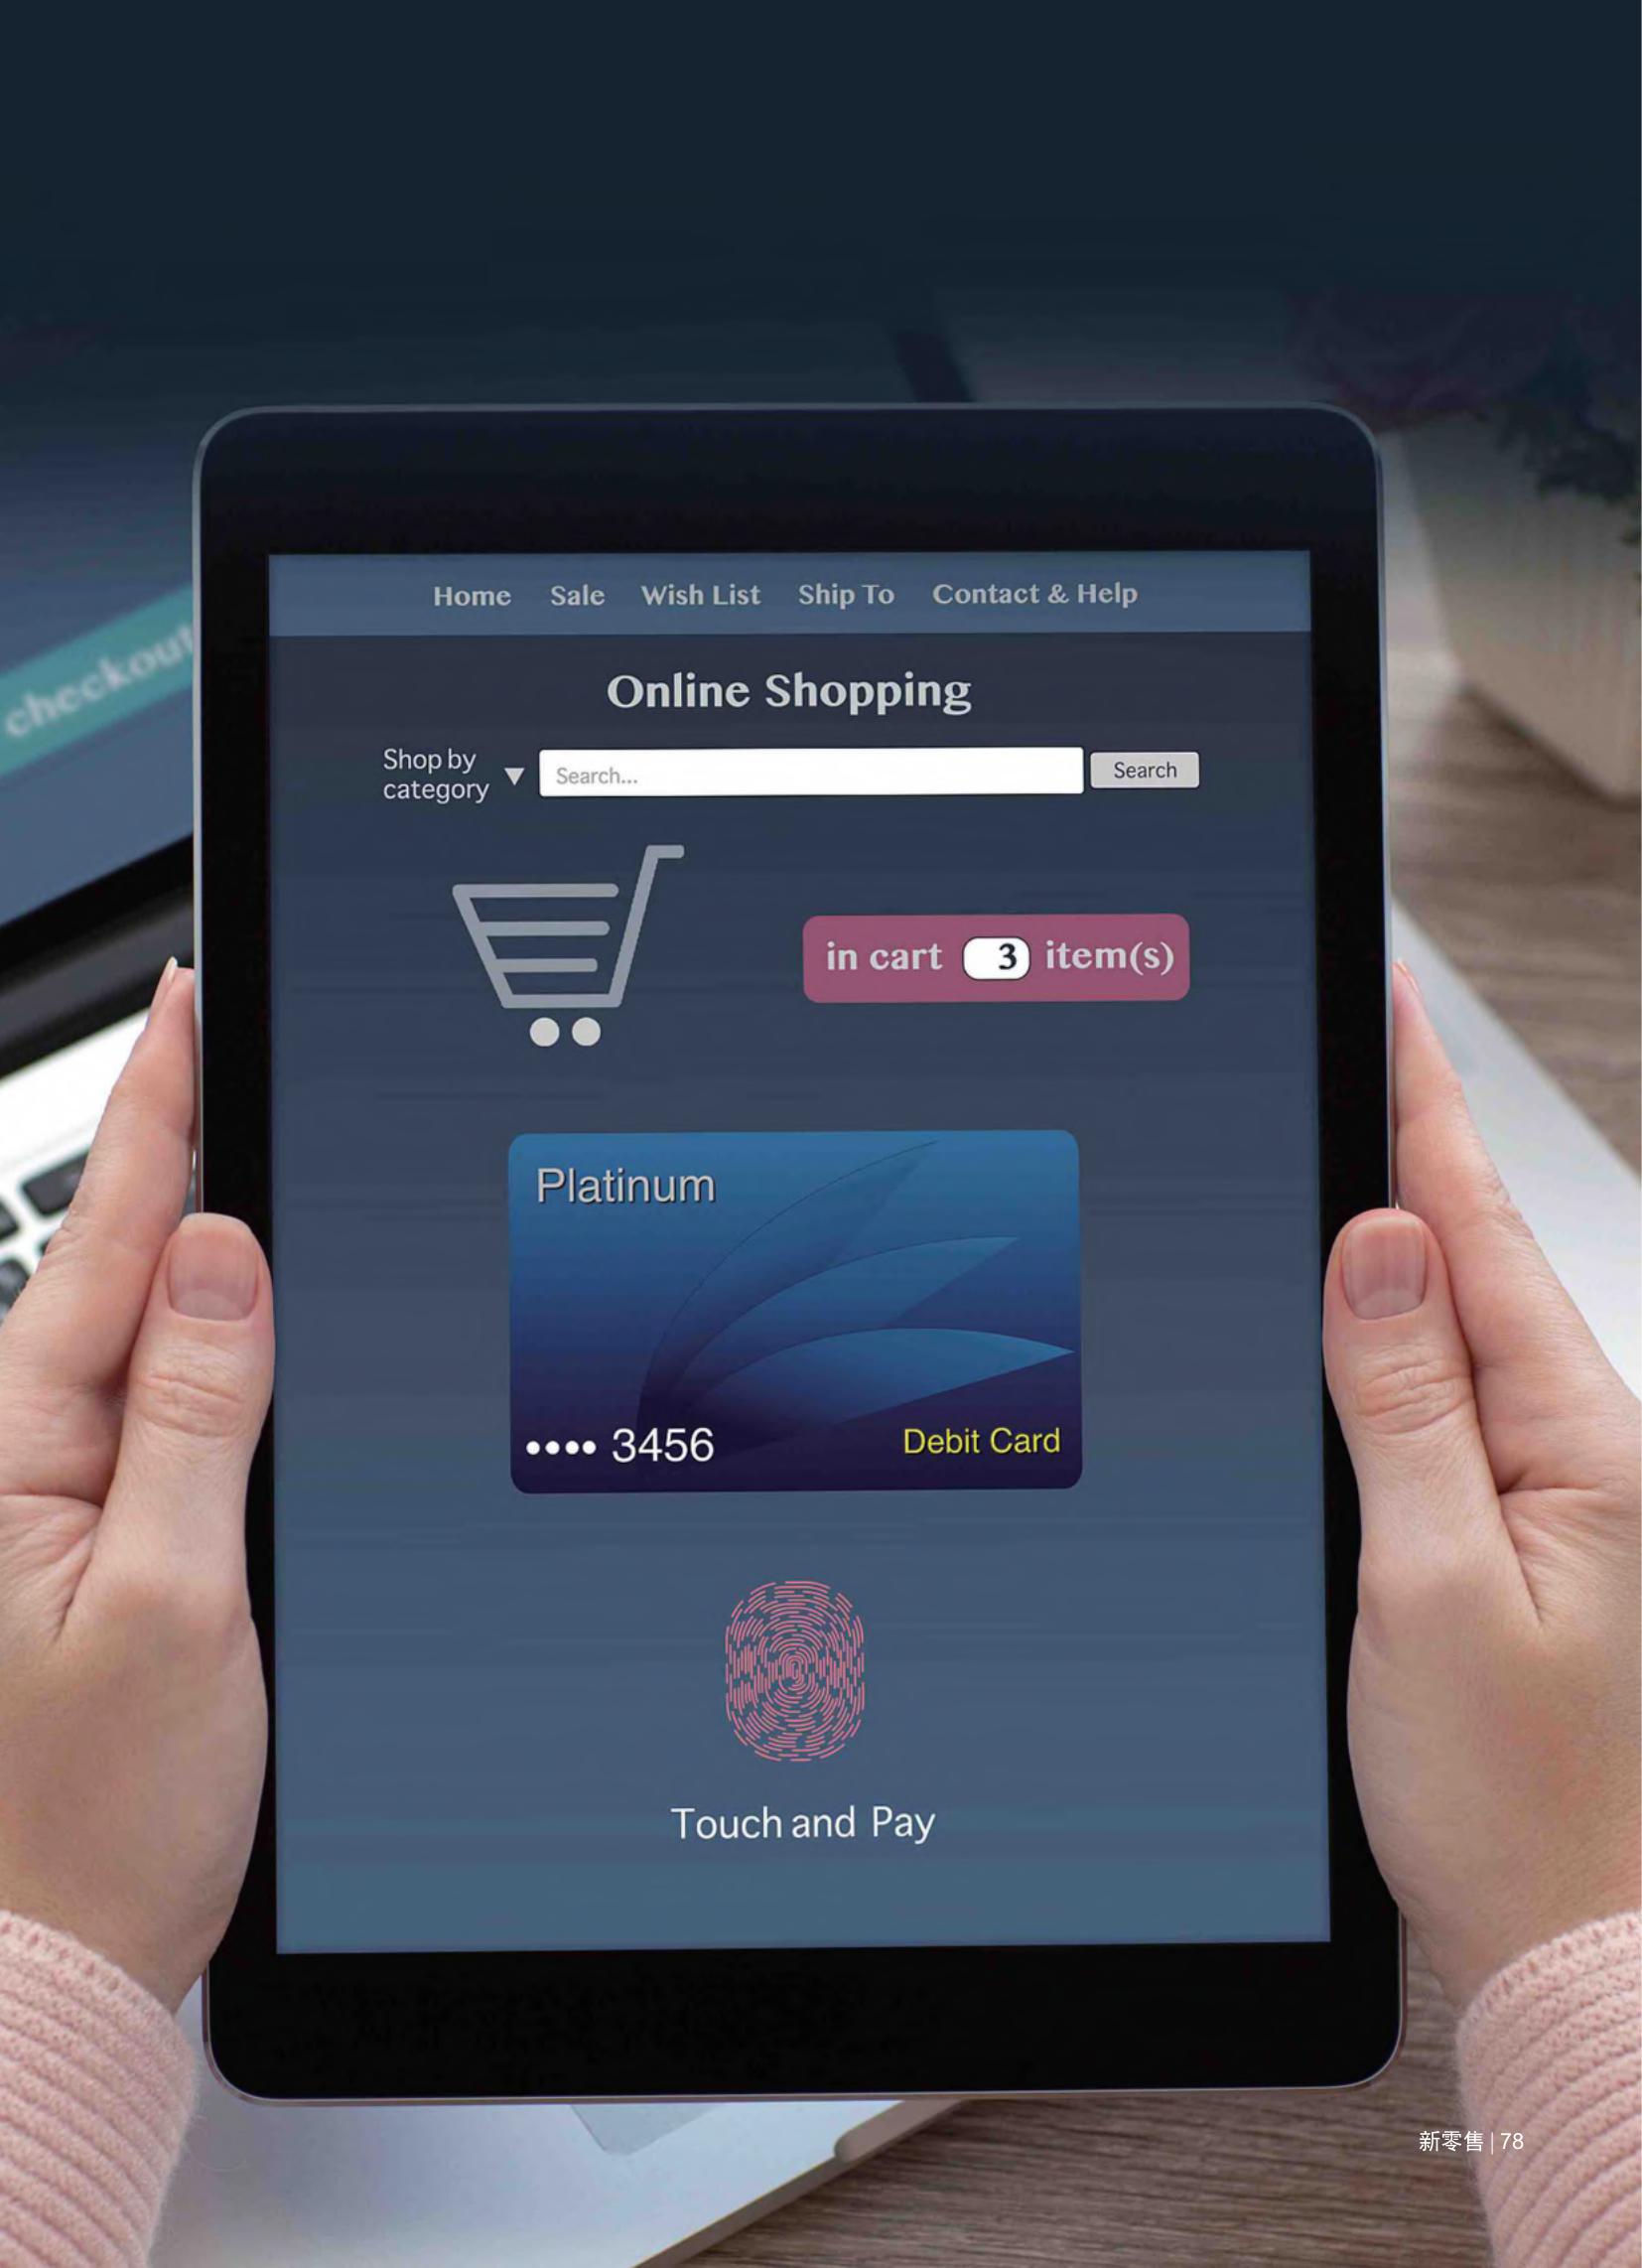 Home Sale Wish List Ship To Contact & Help
checkout
Online Shopping
Shop by
category ▼ Search... Search
in cart 3 item(s)
Platinum
•••• 3456 Debit Card
Touch and Pay
新零售 | 78